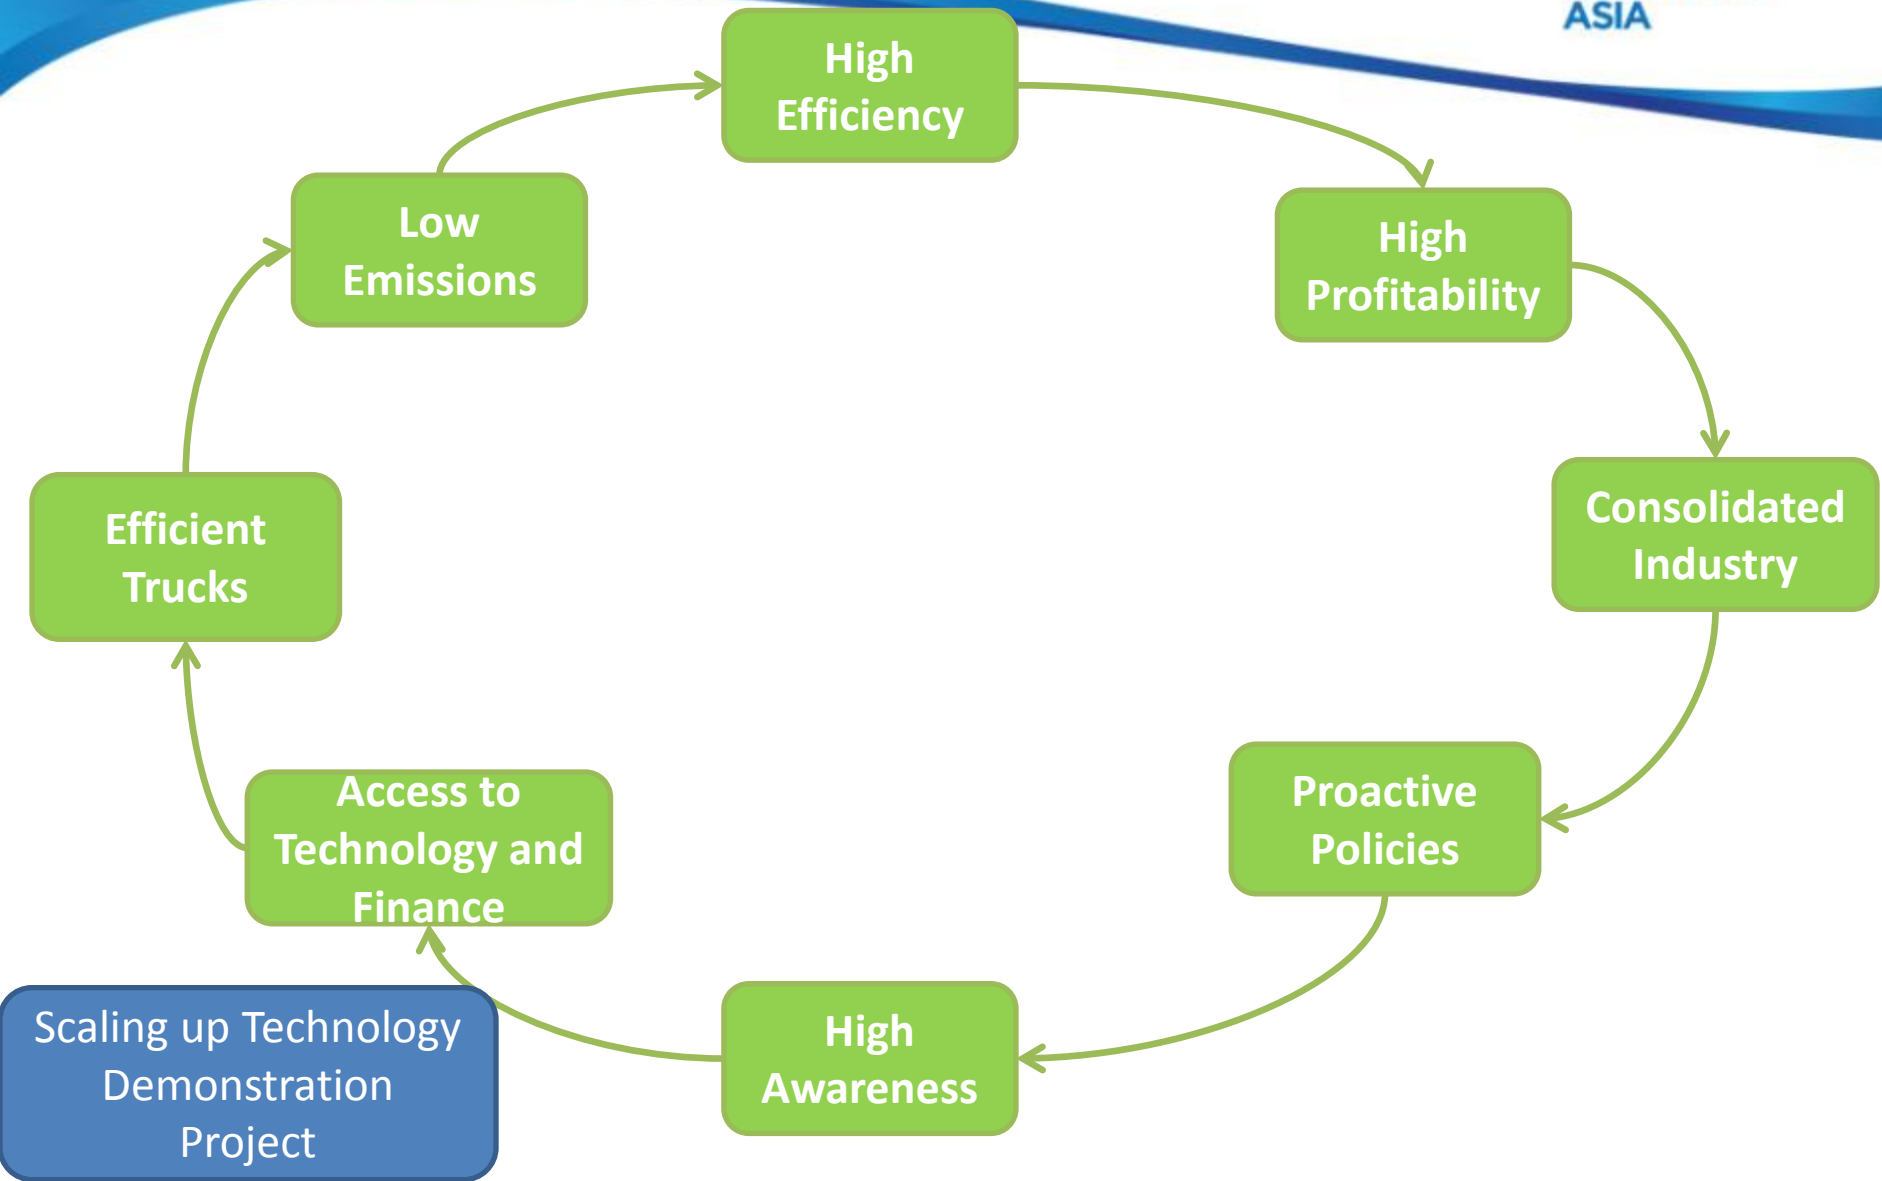 ASIA
High
Efficiency
Low
Emissions
High
Profitability
Efficient
Trucks
Consolidated
Industry
Access to
Technology and
Finance
Proactive
Policies
Scaling up Technology
Demonstration
Project
High
Awareness